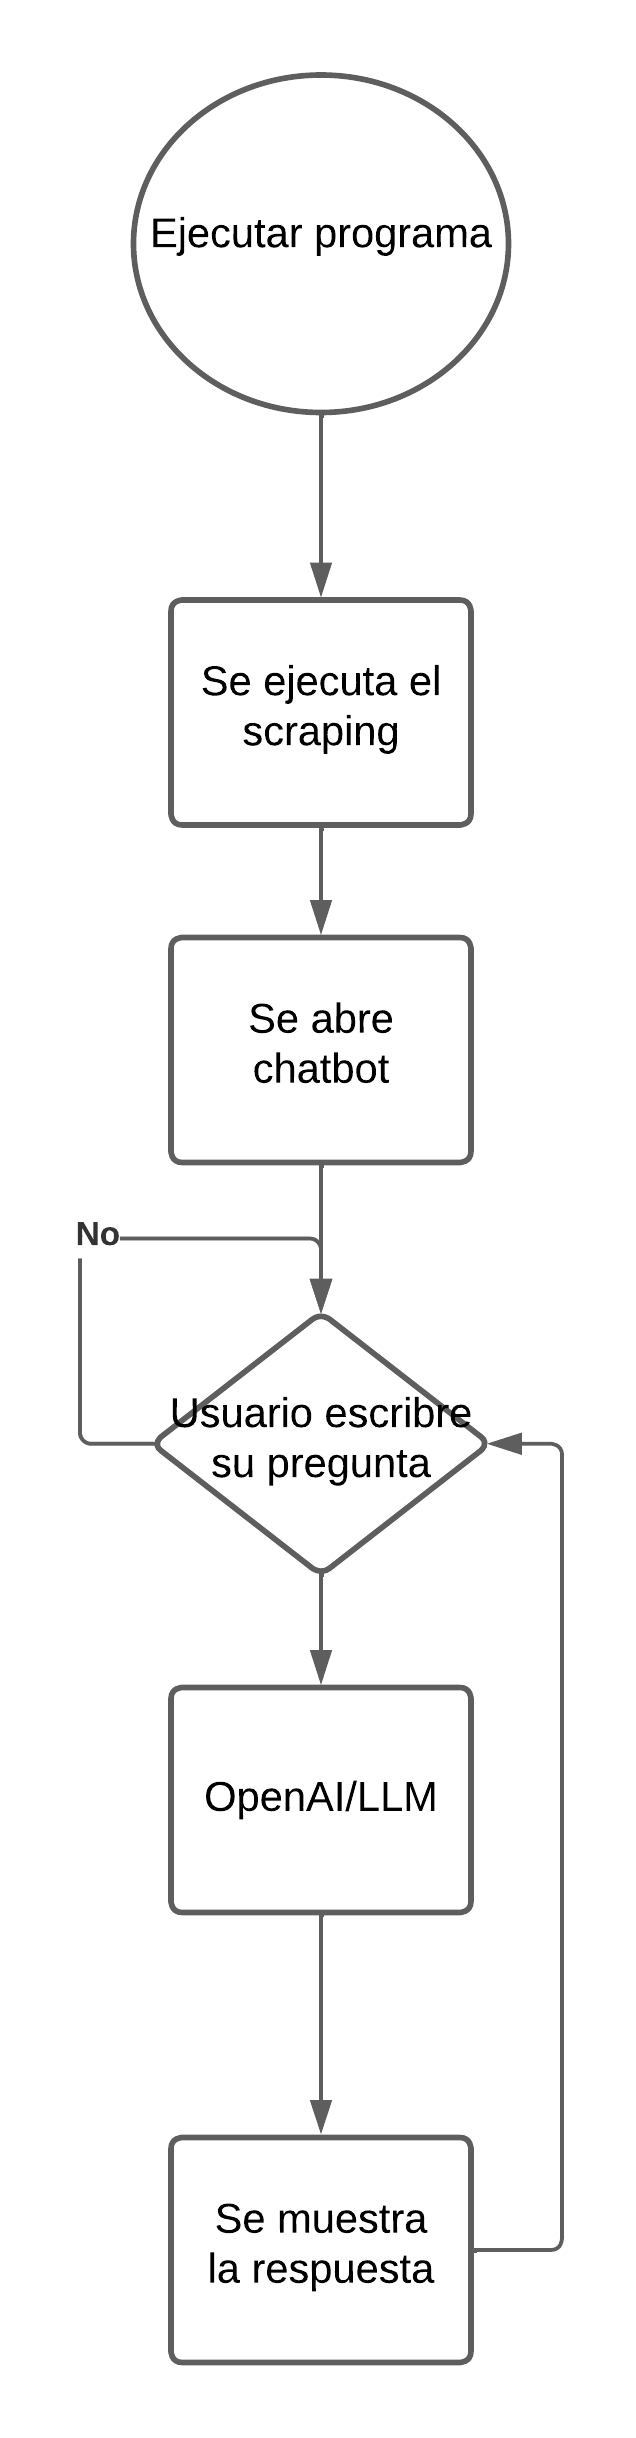 Ejecutar programa
Se ejecuta el
scraping
Se abre
chatbot
No
Usuario escribre
su pregunta
OpenAI/LLM
Se muestra
la respuesta